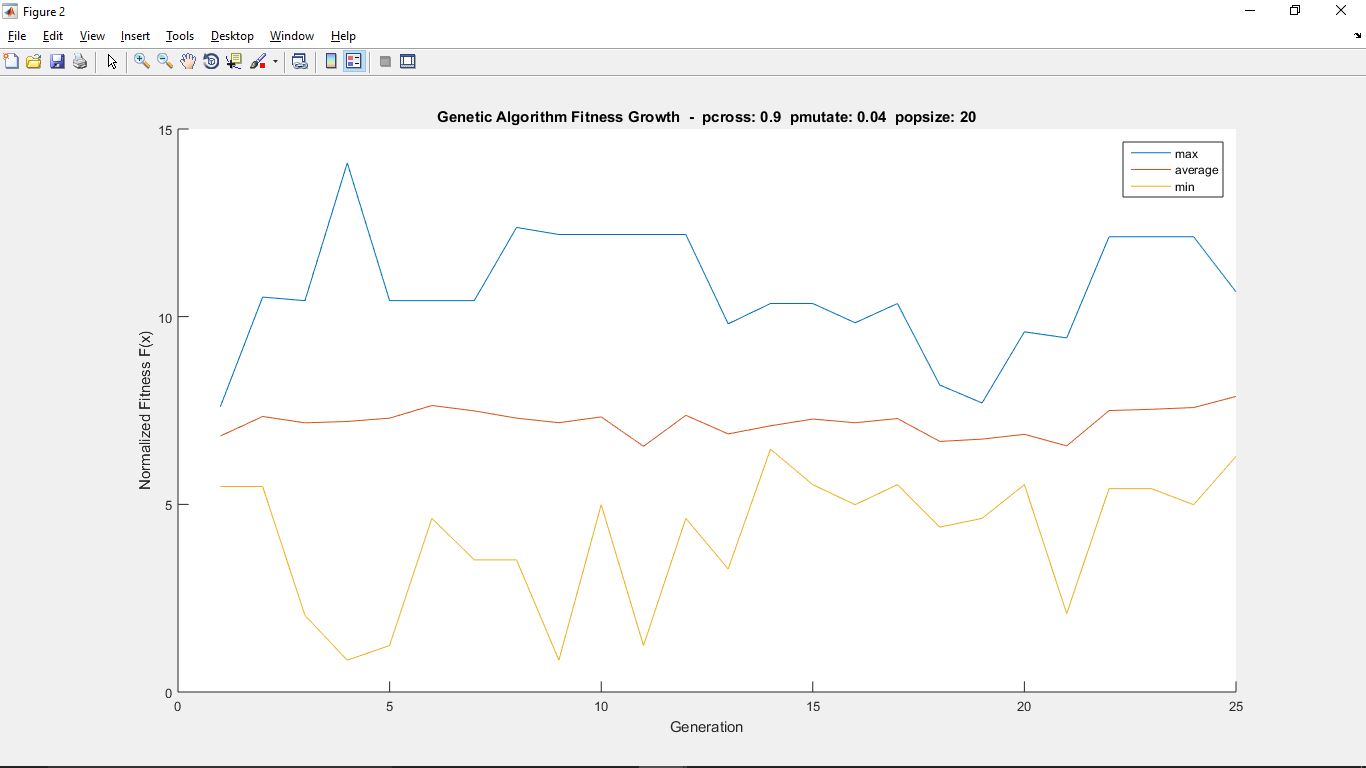 Figure 2
File Edit View Insert Tools Desktop Window Help
Genetic Algorithm Fitness Growth - pcross: 0.9 pmutate: 0.04 popsize: 20
max
average
min
15
10
5
0
Normalized Fitness F(x)
0 5 10 15 20 25
Generation